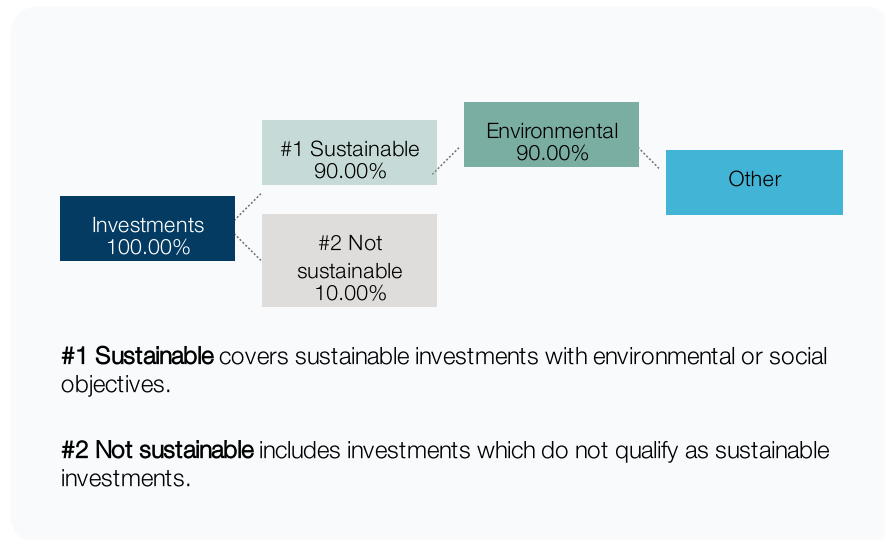 Investments
100.00%
#1 Sustainable
90.00%
#2 Not
sustainable
10.00%
Environmental
90.00%
Other
#1 Sustainable covers sustainable investments with environmental or social
objectives.
#2 Not sustainable includes investments which do not qualify as sustainable
investments.